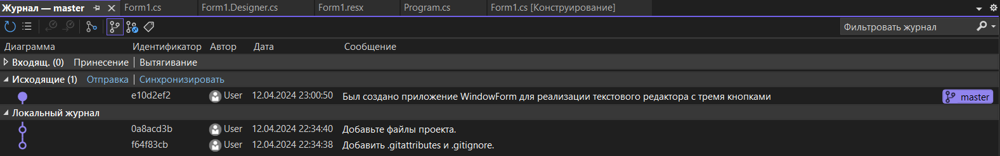 Журнал — master Form1.cs Form1.Designer.cs Form1.resx Program.cs Form1.cs [Конструирование]
Фильтровать журнал
Диаграмма Идентификатор Автор Дата Сообщение
Входящ. (0) Принесение | Вытягивание
Исходящие (1) Отправка | Синхронизировать
e10d2ef2 User 12.04.2024 23:00:50 Был создано приложение WindowForm для реализации текстового редактора с тремя кнопками master
Локальный журнал
0a8acd3b User 12.04.2024 22:34:40 Добавьте файлы проекта.
f64f83cb User 12.04.2024 22:34:38 Добавить .gitattributes и .gitignore.